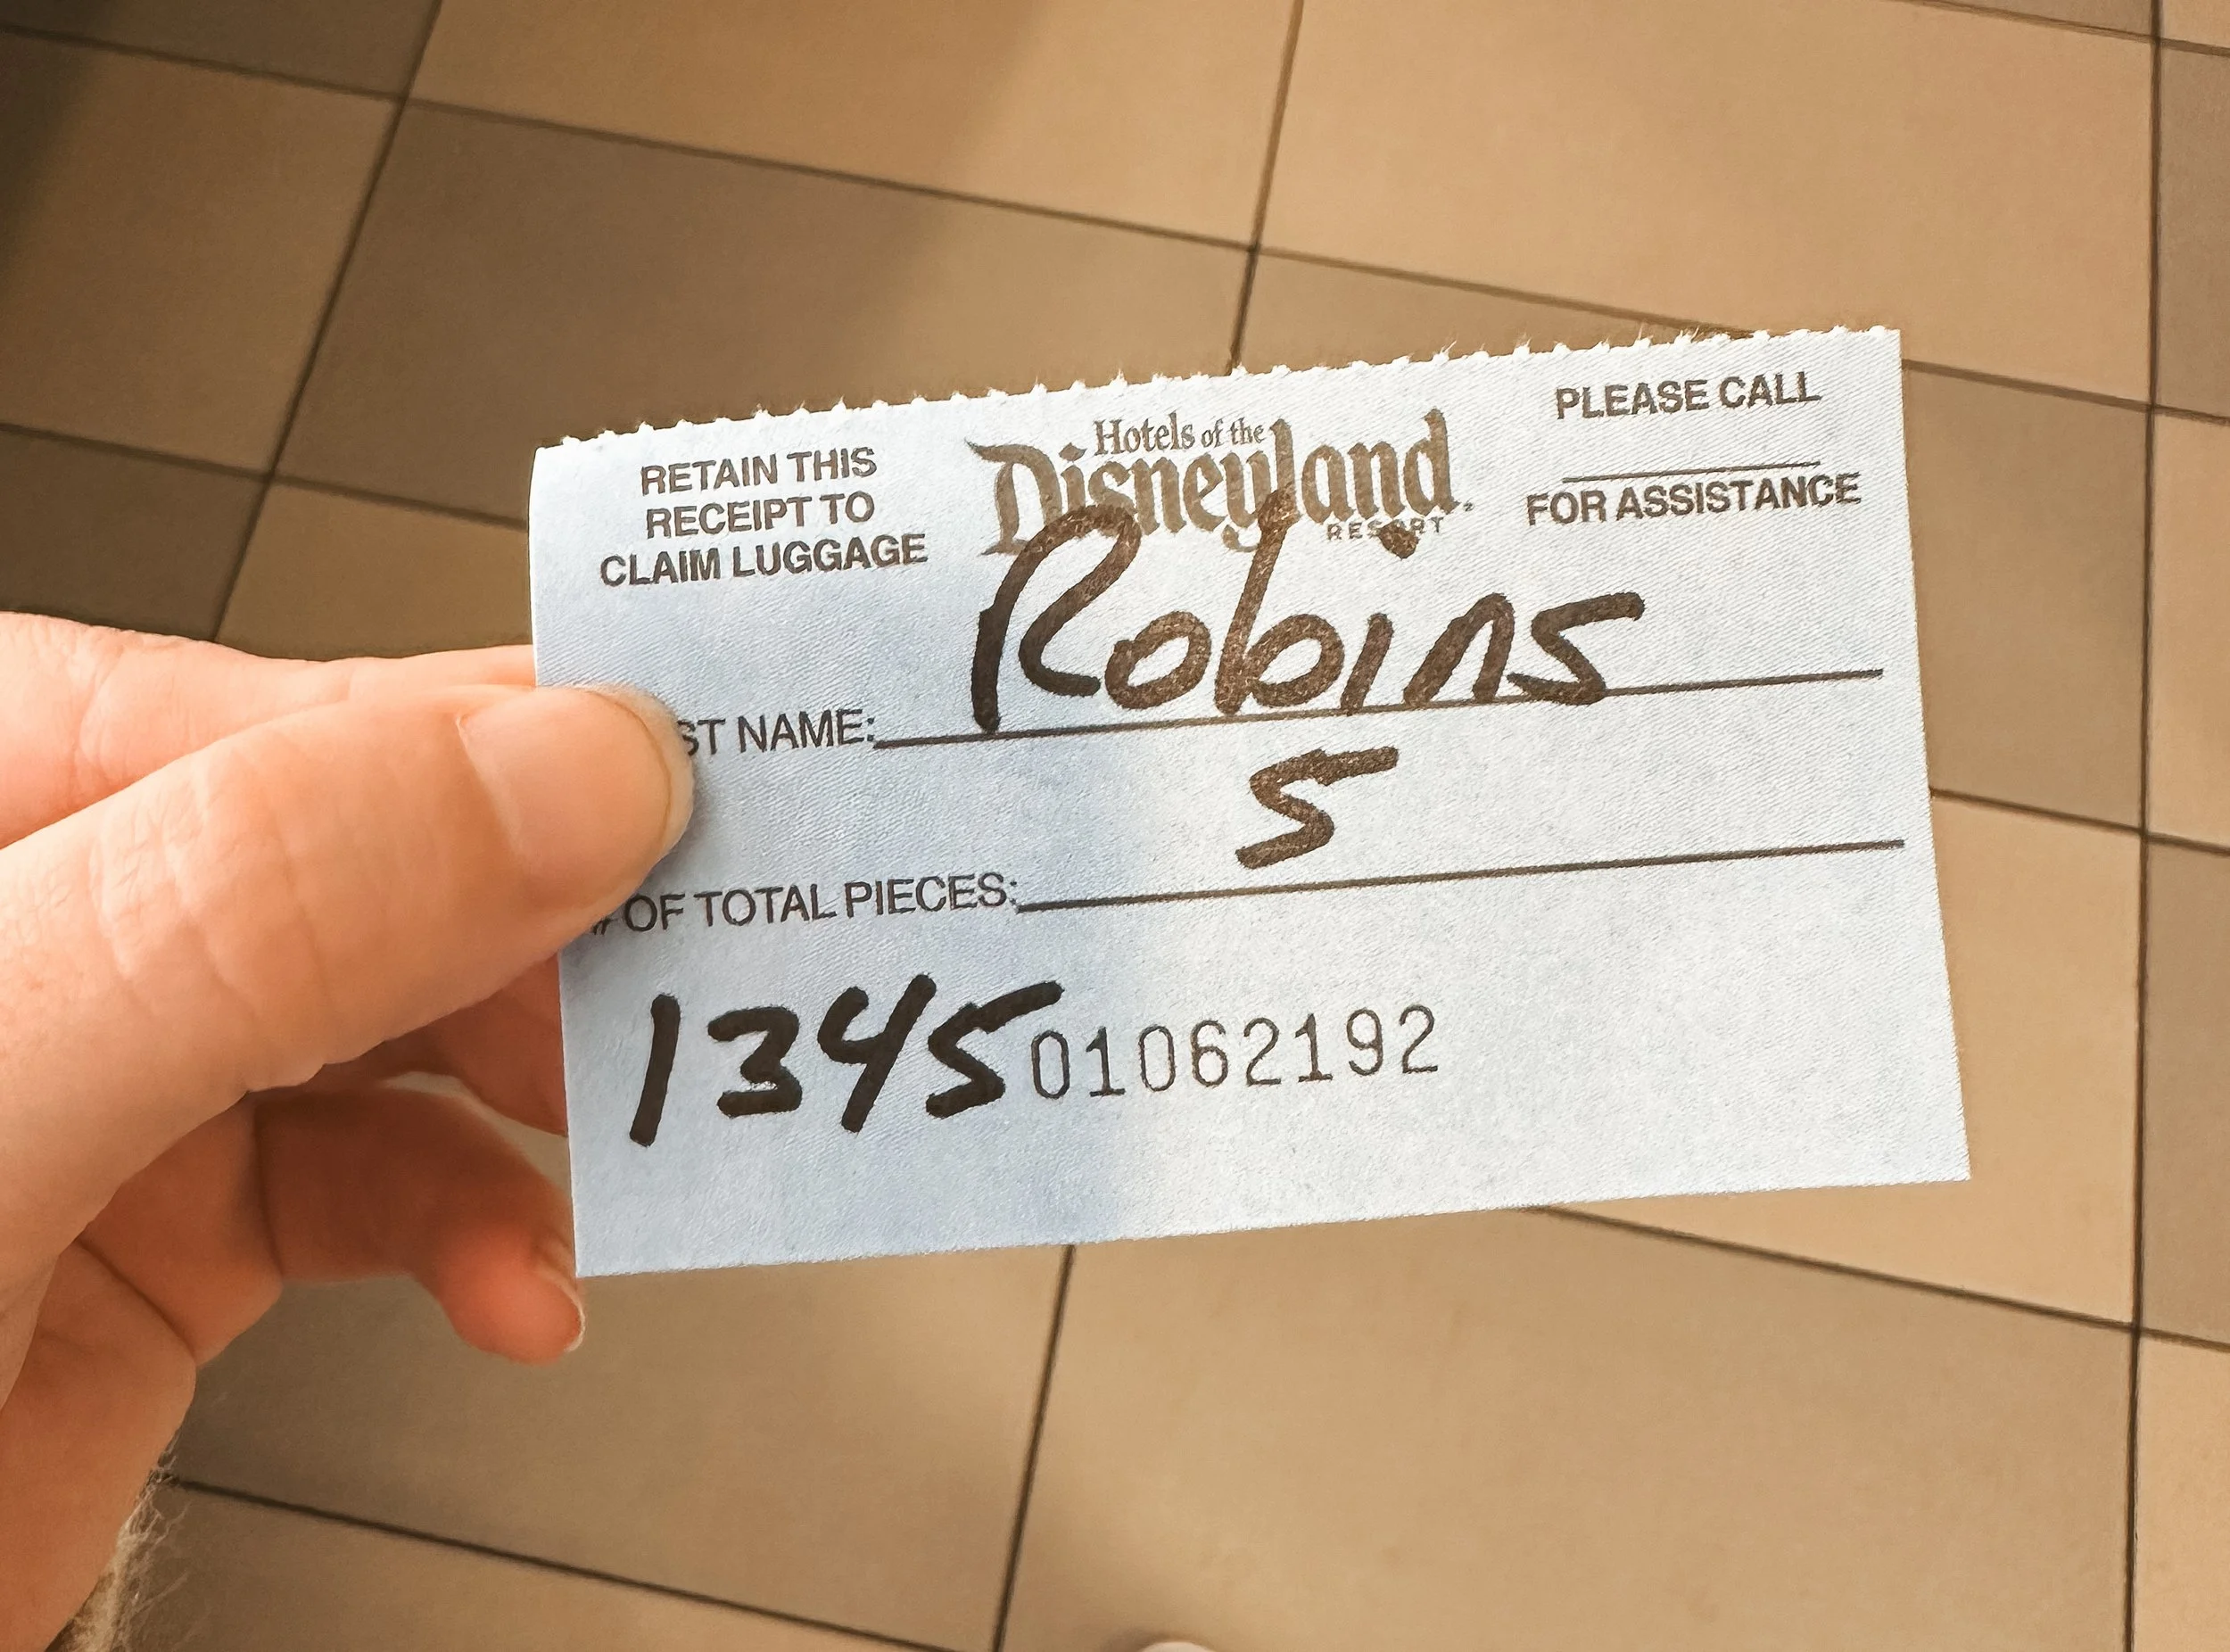 RETAIN THIS
RECEIPT TO
CLAIM LUGGAGE
Hotels of the
Disneyland
RESORT
PLEASE CALL
FOR ASSISTANCE
ST NAME: Robins
# OF TOTAL PIECES: 5
1345 01062192